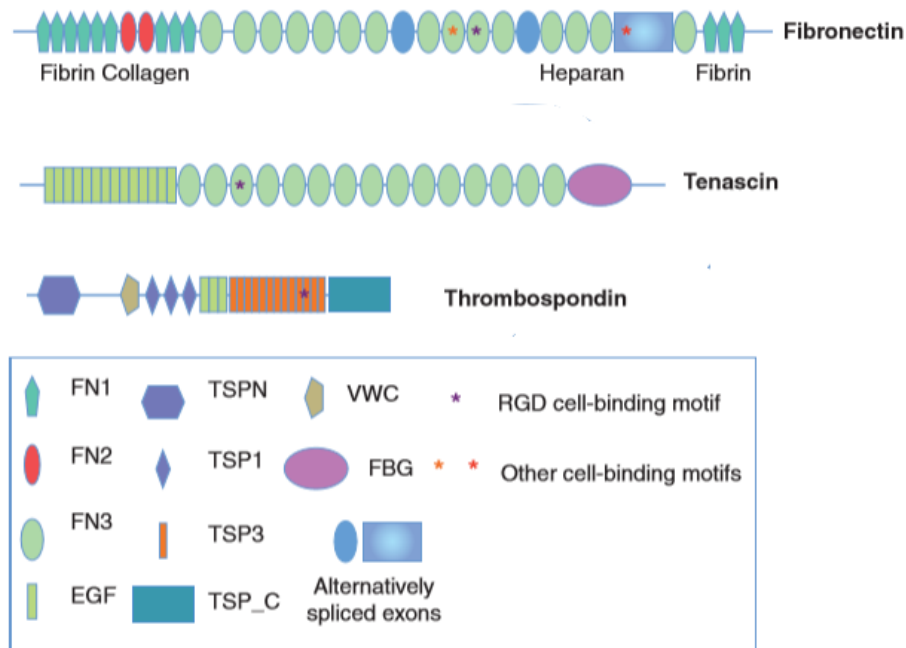 Fibronectin
Fibrin Collagen
Heparan
Fibrin
Tenascin
Thrombospondin
FN1
TSPN
VWC
* RGD cell-binding motif
FN2
TSP1
FBG
* * Other cell-binding motifs
FN3
TSP3
EGF
TSP_C
Alternatively
spliced exons